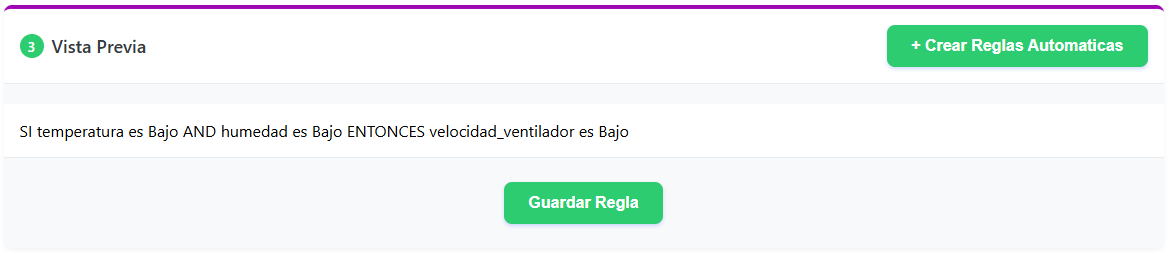 3 Vista Previa
+ Crear Reglas Automaticas
SI temperatura es Bajo AND humedad es Bajo ENTONCES velocidad_ventilador es Bajo
Guardar Regla